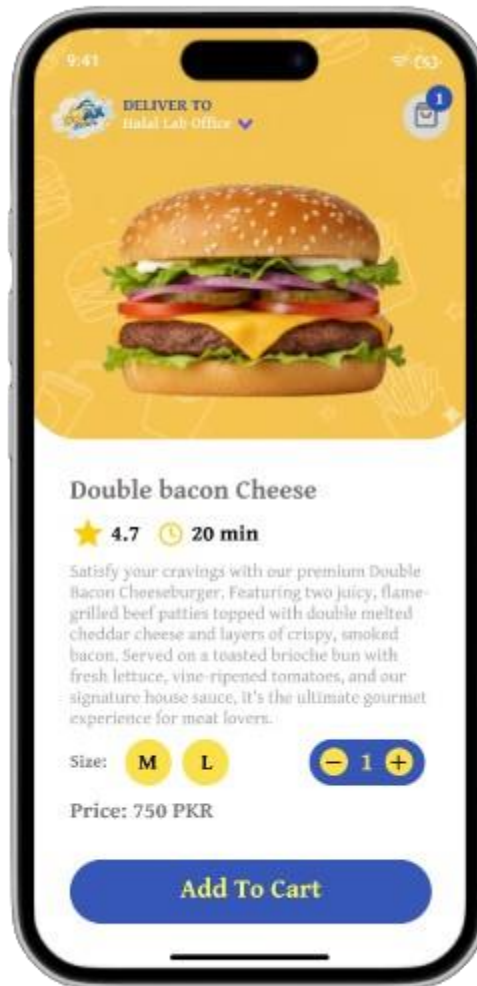 9:41
DELIVER TO
Halal Lab Office
1
Double bacon Cheese
4.7 20 min
Satisfy your cravings with our premium Double
Bacon Cheeseburger. Featuring two juicy, flame-
grilled beef patties topped with double melted
cheddar cheese and layers of crispy, smoked
bacon. Served on a toasted brioche bun with
fresh lettuce, vine-ripened tomatoes, and our
signature house sauce, it's the ultimate gourmet
experience for meat lovers.
Size: M L − 1 +
Price: 750 PKR
Add To Cart